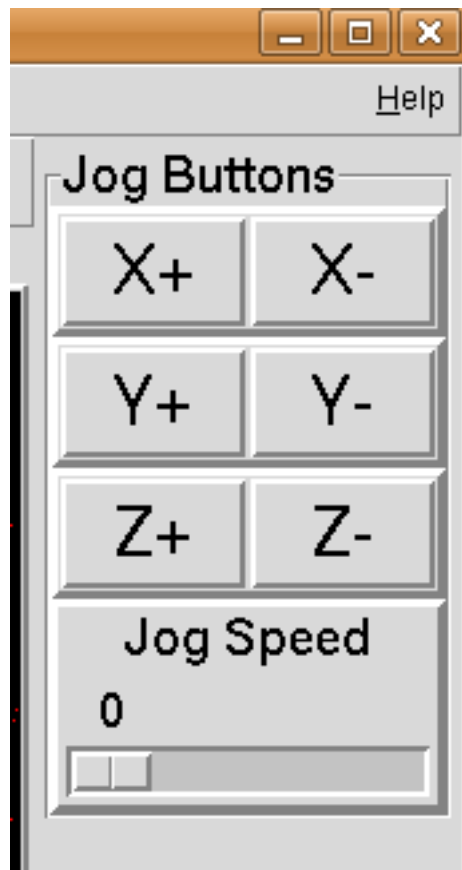 Help
Jog Buttons
X+ X-
Y+ Y-
Z+ Z-
Jog Speed
0